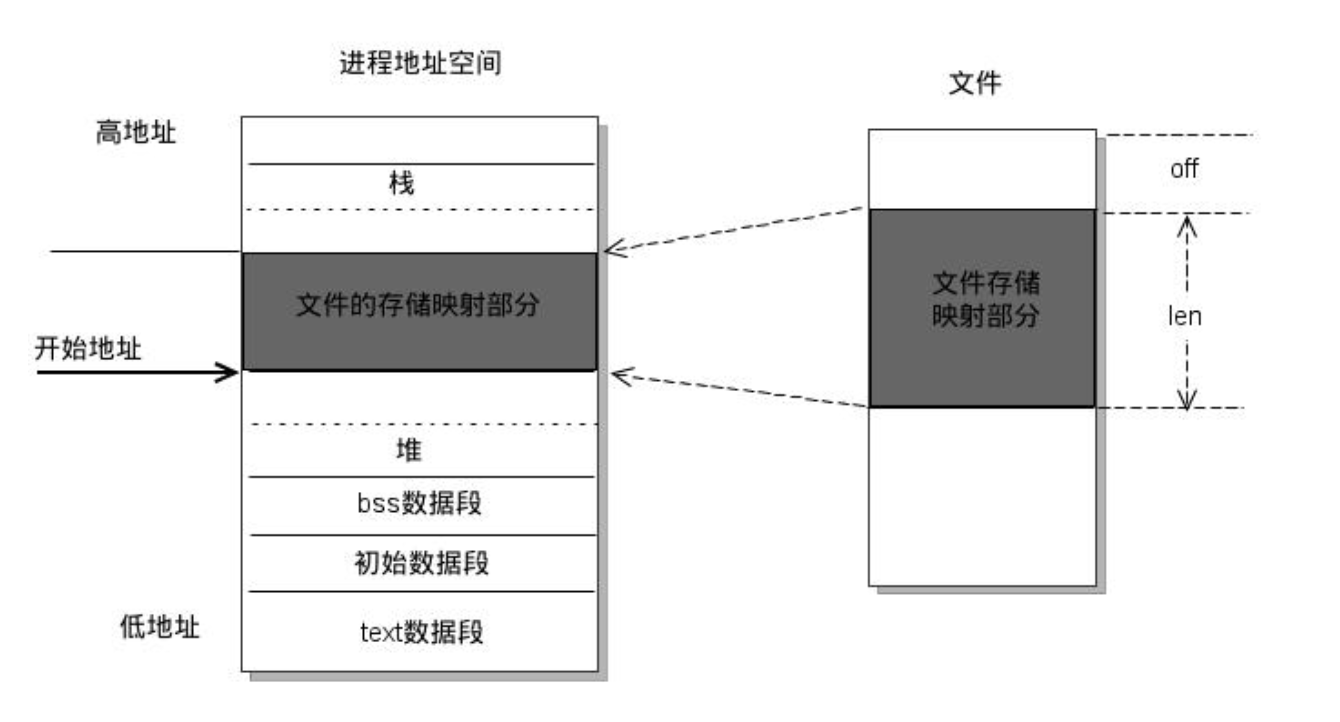 进程地址空间
文件
高地址
栈
off
文件的存储映射部分
文件存储
映射部分
len
开始地址
堆
bss数据段
初始数据段
低地址
text数据段